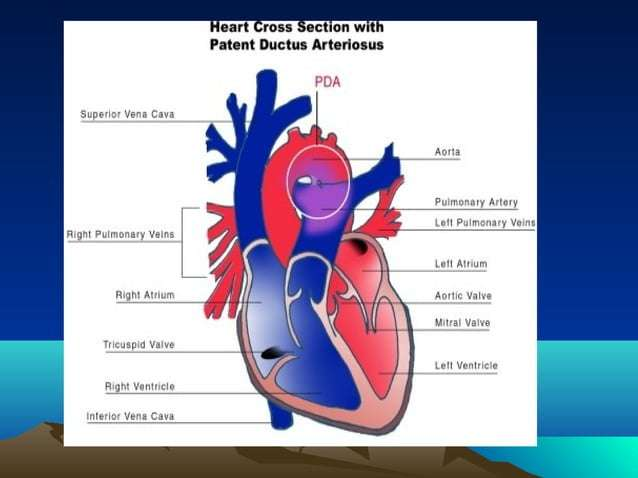 Heart Cross Section with
Patent Ductus Arteriosus
PDA
Superior Vena Cava
Aorta
Pulmonary Artery
Left Pulmonary Veins
Right Pulmonary Veins
Left Atrium
Right Atrium
Aortic Valve
Mitral Valve
Tricuspid Valve
Left Ventricle
Right Ventricle
Inferior Vena Cava